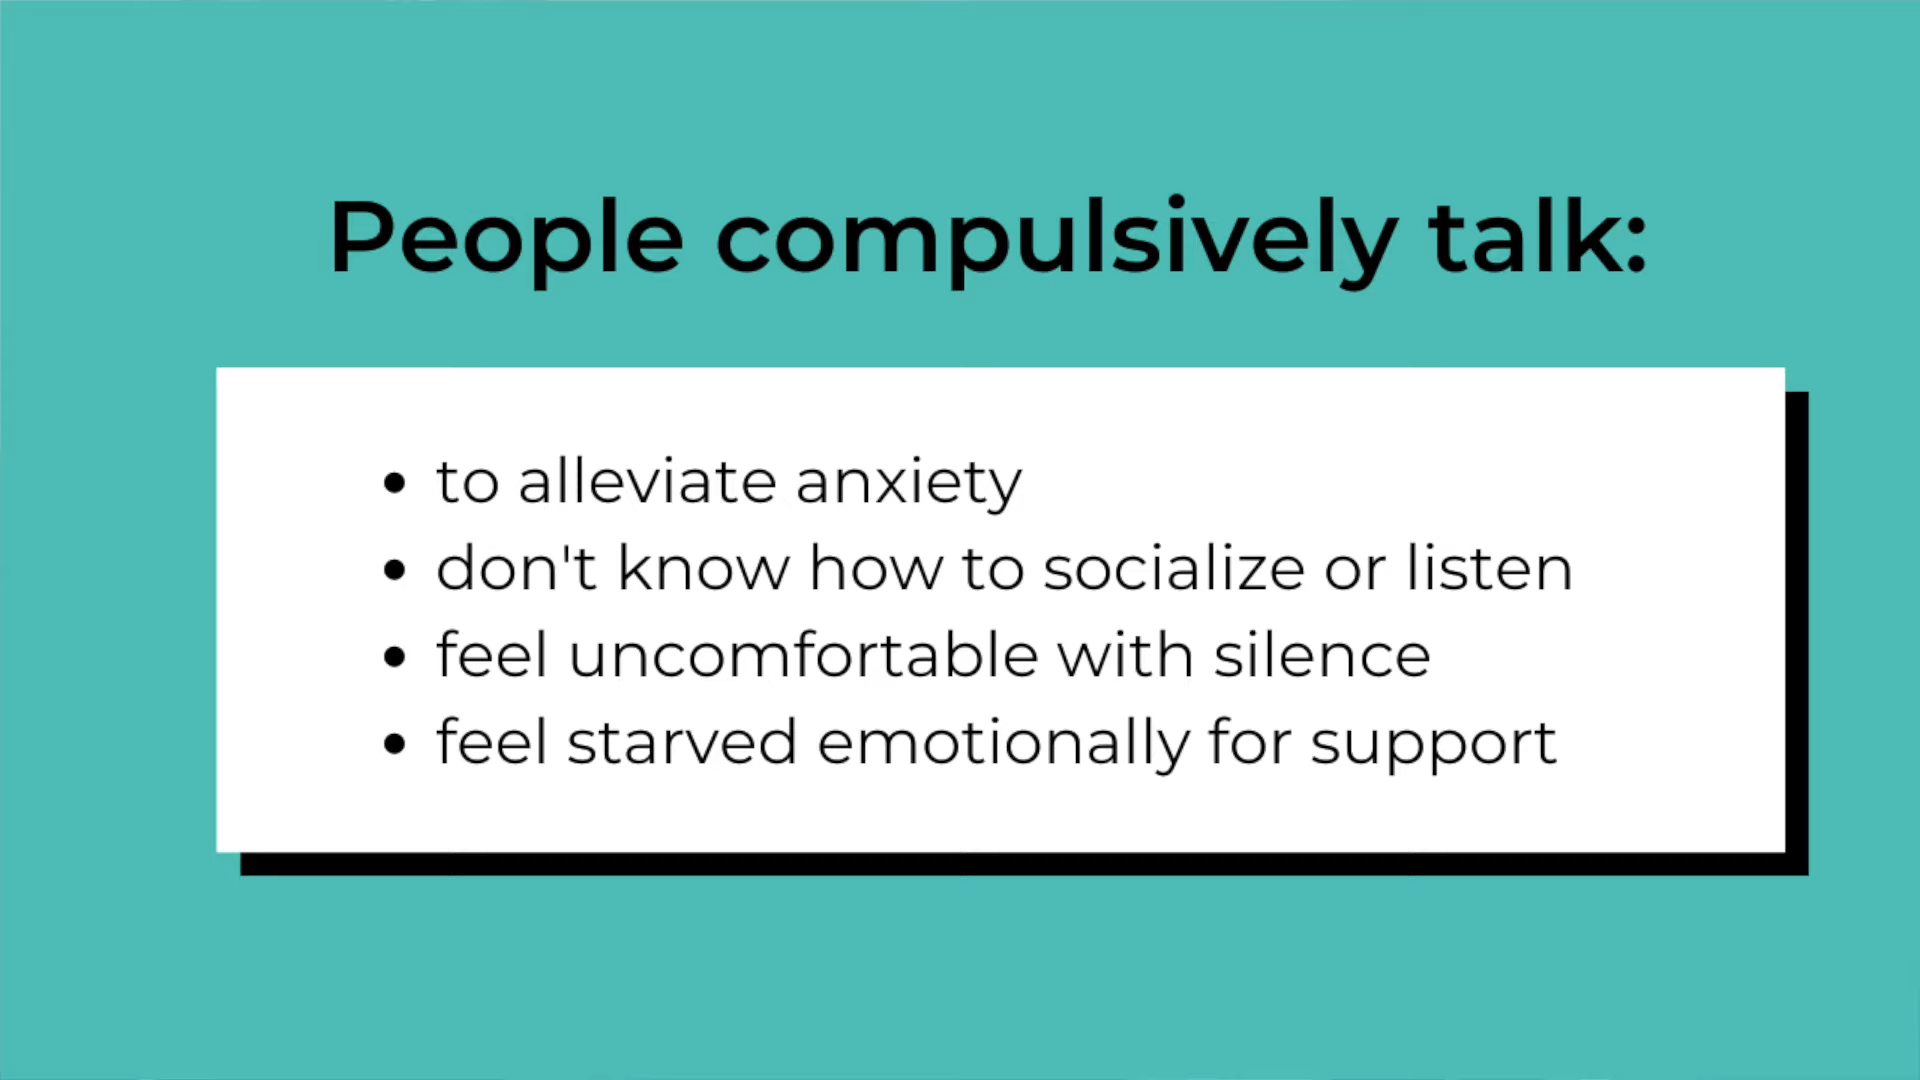 People compulsively talk:
• to alleviate anxiety
• don't know how to socialize or listen
• feel uncomfortable with silence
• feel starved emotionally for support